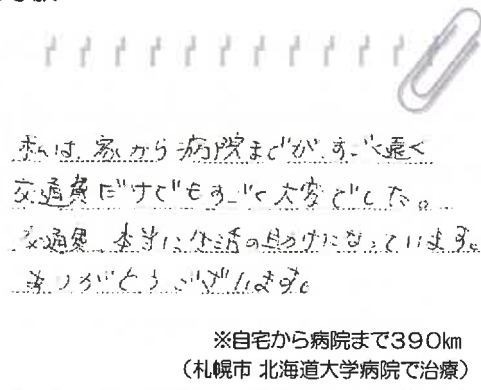 私は、家から病院までが、すごく遠く
交通費だけでもすごく大変でした。
交通費、本当に生活の助けになっています。
ありがとうございます。
※自宅から病院まで390km
(札幌市 北海道大学病院で治療)